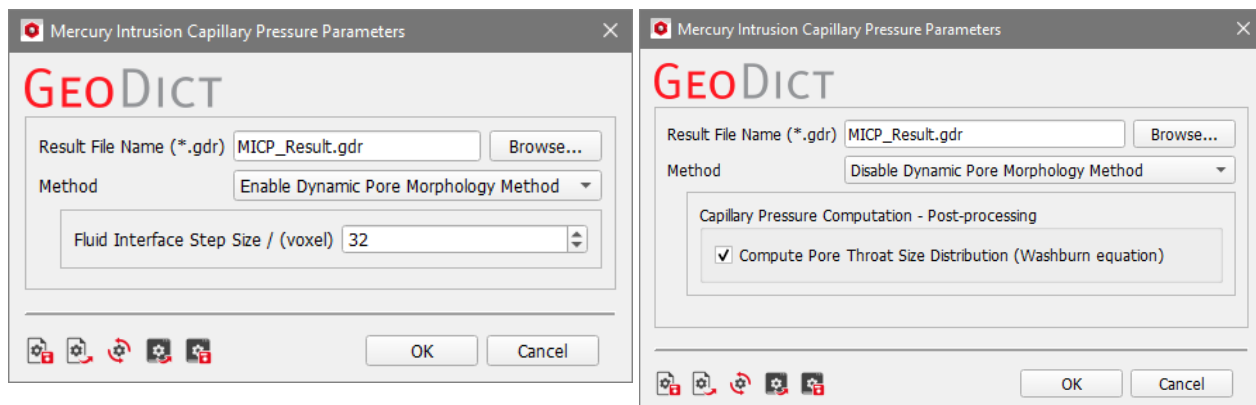 Mercury Intrusion Capillary Pressure Parameters
GEODICT
Result File Name (*.gdr) MICP_Result.gdr Browse...
Method Enable Dynamic Pore Morphology Method
Fluid Interface Step Size / (voxel) 32
OK Cancel
Mercury Intrusion Capillary Pressure Parameters
GEODICT
Result File Name (*.gdr) MICP_Result.gdr Browse...
Method Disable Dynamic Pore Morphology Method
Capillary Pressure Computation - Post-processing
Compute Pore Throat Size Distribution (Washburn equation)
OK Cancel